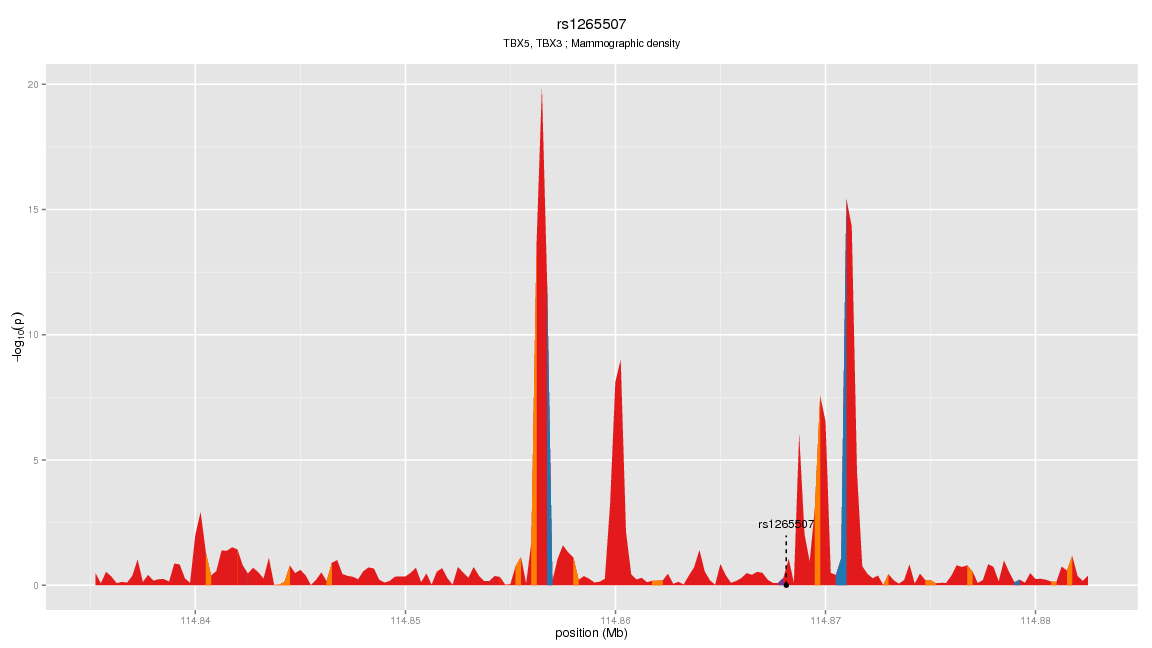 rs1265507
TBX5, TBX3 ; Mammographic density
20
15
10
5
0
−log10(p)
rs1265507
114.84 114.85 114.86 114.87 114.88
position (Mb)